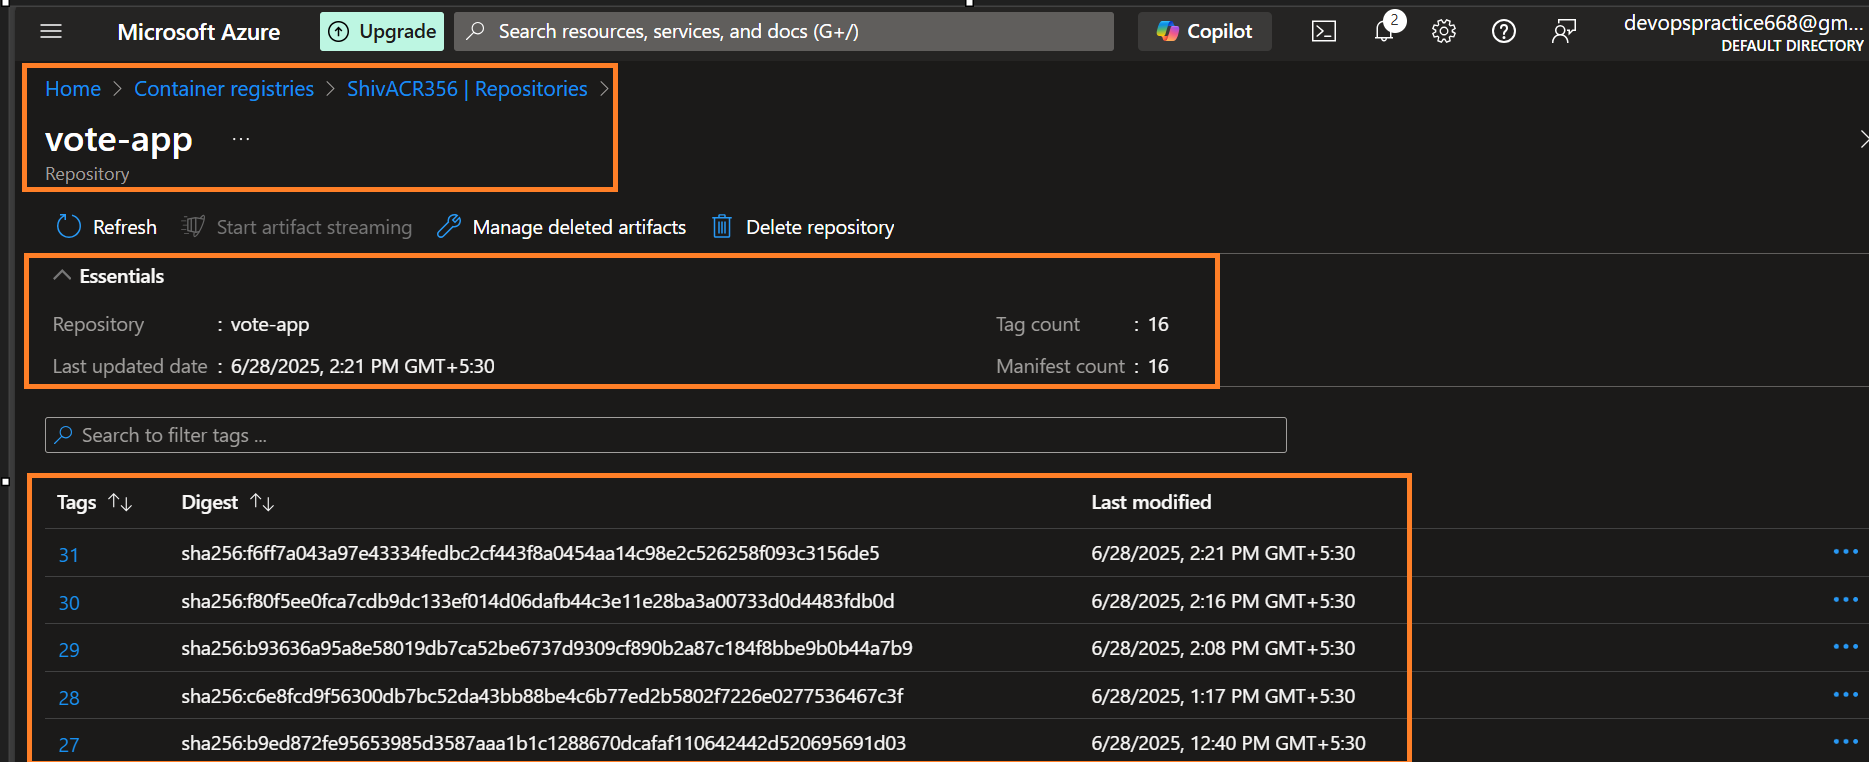 Microsoft Azure Upgrade Search resources, services, and docs (G+/) Copilot 2 devopspractice668@gm...
DEFAULT DIRECTORY
Home > Container registries > ShivACR356 | Repositories >
vote-app ...
Repository
Refresh Start artifact streaming Manage deleted artifacts Delete repository
Essentials
Repository : vote-app Tag count : 16
Last updated date : 6/28/2025, 2:21 PM GMT+5:30 Manifest count : 16
Search to filter tags ...
Tags ↑↓ Digest ↑↓ Last modified
31 sha256:f6ff7a043a97e43334fedbc2cf443f8a0454aa14c98e2c526258f093c3156de5 6/28/2025, 2:21 PM GMT+5:30
30 sha256:f80f5ee0fca7cdb9dc133ef014d06dafb44c3e11e28ba3a00733d0d4483fdb0d 6/28/2025, 2:16 PM GMT+5:30
29 sha256:b93636a95a8e58019db7ca52be6737d9309cf890b2a87c184f8bbe9b0b44a7b9 6/28/2025, 2:08 PM GMT+5:30
28 sha256:c6e8fcd9f56300db7bc52da43bb88be4c6b77ed2b5802f7226e0277536467c3f 6/28/2025, 1:17 PM GMT+5:30
27 sha256:b9ed872fe95653985d3587aaa1b1c1288670dcafaf110642442d520695691d03 6/28/2025, 12:40 PM GMT+5:30